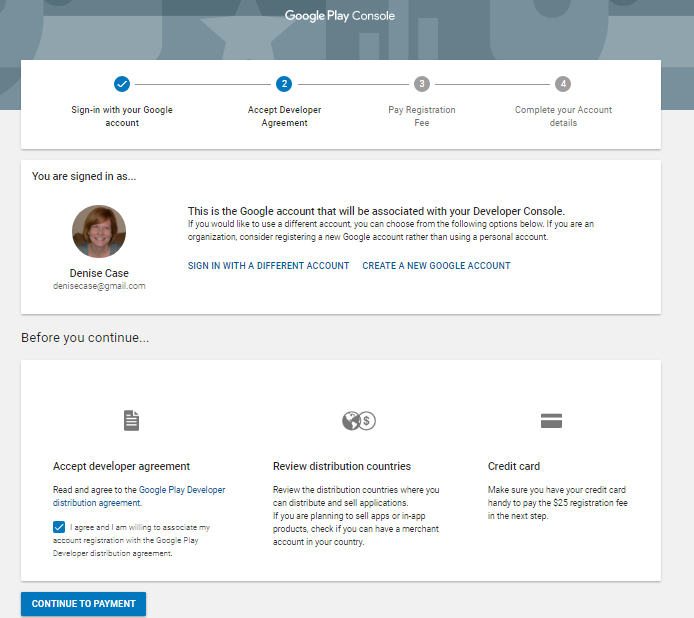 Google Play Console
2
3
4
Sign-in with your Google
account
Accept Developer
Agreement
Pay Registration
Fee
Complete your Account
details
You are signed in as...
Denise Case
denisecase@gmail.com
This is the Google account that will be associated with your Developer Console.
If you would like to use a different account, you can choose from the following options below. If you are an
organization, consider registering a new Google account rather than using a personal account.
SIGN IN WITH A DIFFERENT ACCOUNT CREATE A NEW GOOGLE ACCOUNT
Before you continue...
$
Accept developer agreement
Read and agree to the Google Play Developer
distribution agreement.
I agree and I am willing to associate my
account registration with the Google Play
Developer distribution agreement.
Review distribution countries
Review the distribution countries where you
can distribute and sell applications.
If you are planning to sell apps or in-app
products, check if you can have a merchant
account in your country.
Credit card
Make sure you have your credit card
handy to pay the $25 registration fee
in the next step.
CONTINUE TO PAYMENT